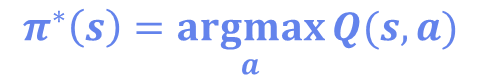 π*(s) = argmax Q(s, a)
a